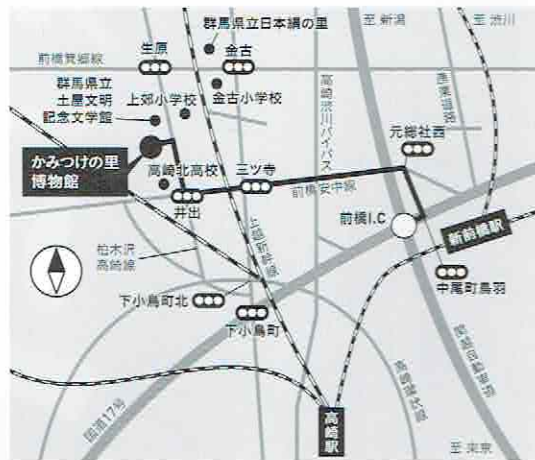 群馬県立日本絹の里
至 新潟
至 渋川
生原
金古
前橋箕郷線
群馬県立
土屋文明
記念文学館
上郊小学校
金古小学校
高崎渋川バイパス
産業道路
元総社西
かみつけの里
博物館
高崎北高校
三ツ寺
井出
前橋安中線
前橋I.C
新前橋駅
柏木沢
高崎線
上越新幹線
中尾町鳥羽
下小鳥町北
下小鳥町
関越自動車道
国道17号
高崎駅
至 東京